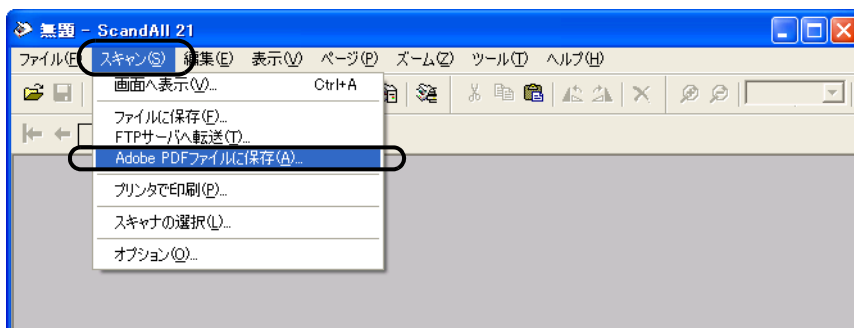 無題 - ScandAll 21
ファイル(F) スキャン(S) 編集(E) 表示(V) ページ(P) ズーム(Z) ツール(T) ヘルプ(H)
画面へ表示(V)... Ctrl+A
ファイルに保存(F)...
FTPサーバへ転送(T)...
Adobe PDFファイルに保存(A)...
プリンタで印刷(P)...
スキャナの選択(L)...
オプション(O)...